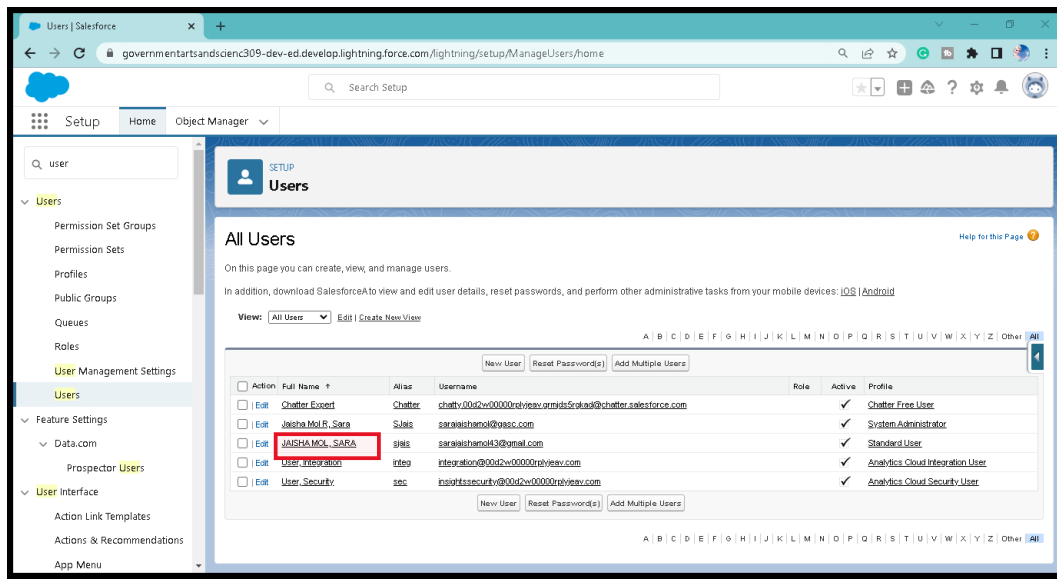 Users | Salesforce
governmentartsandscienc309-dev-ed.develop.lightning.force.com/lightning/setup/ManageUsers/home
Search Setup
Setup Home Object Manager
user
Users
Permission Set Groups
Permission Sets
Profiles
Public Groups
Queues
Roles
User Management Settings
Users
Feature Settings
Data.com
Prospector Users
User Interface
Action Link Templates
Actions & Recommendations
App Menu
SETUP
Users
All Users
Help for this Page
On this page you can create, view, and manage users.
In addition, download SalesforceA to view and edit user details, reset passwords, and perform other administrative tasks from your mobile devices: iOS | Android
View: All Users Edit | Create New View
A | B | C | D | E | F | G | H | I | J | K | L | M | N | O | P | Q | R | S | T | U | V | W | X | Y | Z | Other All
New User Reset Password(s) Add Multiple Users
Action Full Name ↑ Alias Username Role Active Profile
Edit Chatter Expert Chatter chatty.00d2w00000rplyjeav.grmjds5rgkad@chatter.salesforce.com Chatter Free User
Edit Jaisha Mol R, Sara SJais sarajaishamol@gasc.com System Administrator
Edit JAISHA MOL, SARA sjais sarajaishamol43@gmail.com Standard User
Edit User, Integration integ integration@00d2w00000rplyjeav.com Analytics Cloud Integration User
Edit User, Security sec insightssecurity@00d2w00000rplyjeav.com Analytics Cloud Security User
New User Reset Password(s) Add Multiple Users
A | B | C | D | E | F | G | H | I | J | K | L | M | N | O | P | Q | R | S | T | U | V | W | X | Y | Z | Other All